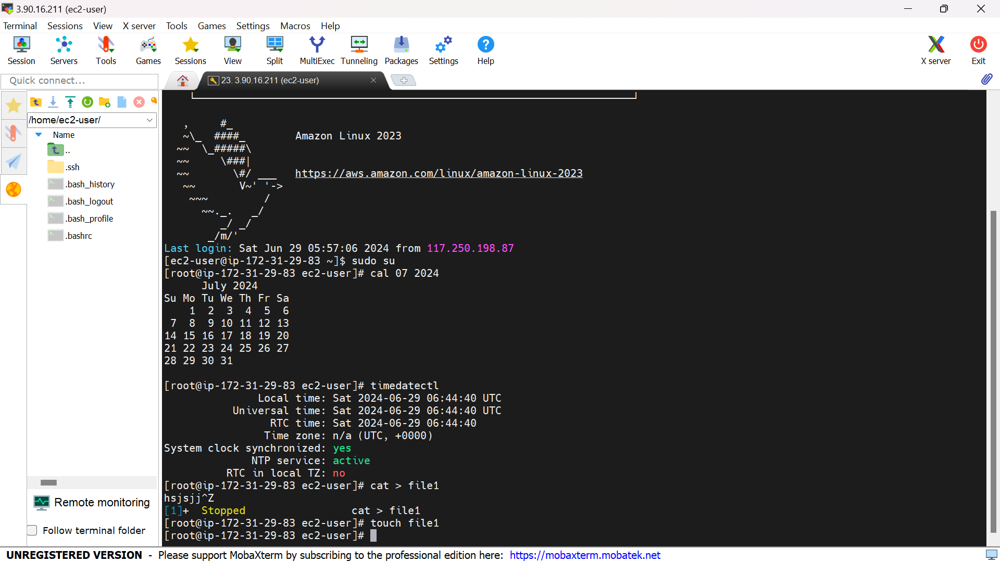 3.90.16.211 (ec2-user)
Terminal Sessions View X server Tools Games Settings Macros Help
Session Servers Tools Games Sessions View Split MultiExec Tunneling Packages Settings Help X server Exit
Quick connect...
23. 3.90.16.211 (ec2-user)
/home/ec2-user/
Name
..
.ssh
.bash_history
.bash_logout
.bash_profile
.bashrc
Remote monitoring
Follow terminal folder
   ,     #_
   ~\_  ####_        Amazon Linux 2023
  ~~  \_#####\
  ~~     \###|
  ~~       \#/ ___   https://aws.amazon.com/linux/amazon-linux-2023
   ~~       V~' '->
    ~~~         /
      ~~._.   _/
         _/ _/
       _/m/'
Last login: Sat Jun 29 05:57:06 2024 from 117.250.198.87
[ec2-user@ip-172-31-29-83 ~]$ sudo su
[root@ip-172-31-29-83 ec2-user]# cal 07 2024
      July 2024
Su Mo Tu We Th Fr Sa
    1  2  3  4  5  6
 7  8  9 10 11 12 13
14 15 16 17 18 19 20
21 22 23 24 25 26 27
28 29 30 31
[root@ip-172-31-29-83 ec2-user]# timedatectl
               Local time: Sat 2024-06-29 06:44:40 UTC
           Universal time: Sat 2024-06-29 06:44:40 UTC
                 RTC time: Sat 2024-06-29 06:44:40
                Time zone: n/a (UTC, +0000)
System clock synchronized: yes
              NTP service: active
          RTC in local TZ: no
[root@ip-172-31-29-83 ec2-user]# cat > file1
hsjsjj^Z
[1]+  Stopped                 cat > file1
[root@ip-172-31-29-83 ec2-user]# touch file1
[root@ip-172-31-29-83 ec2-user]#
UNREGISTERED VERSION - Please support MobaXterm by subscribing to the professional edition here: https://mobaxterm.mobatek.net